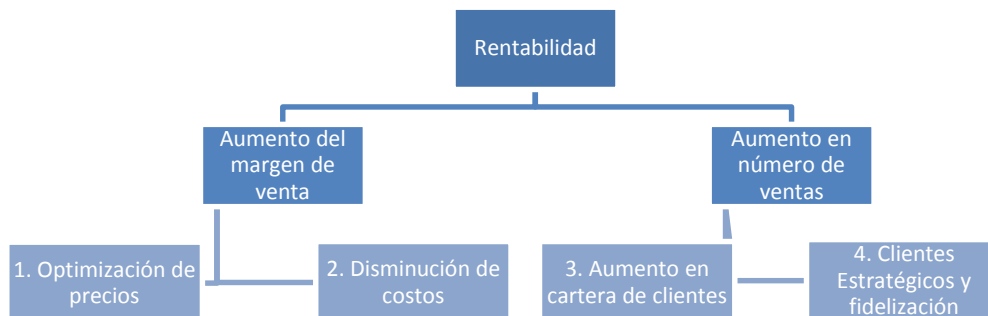 Rentabilidad
Aumento del
margen de
venta
Aumento en
número de
ventas
1. Optimización de
precios
2. Disminución de
costos
3. Aumento en
cartera de clientes
4. Clientes
Estratégicos y
fidelización